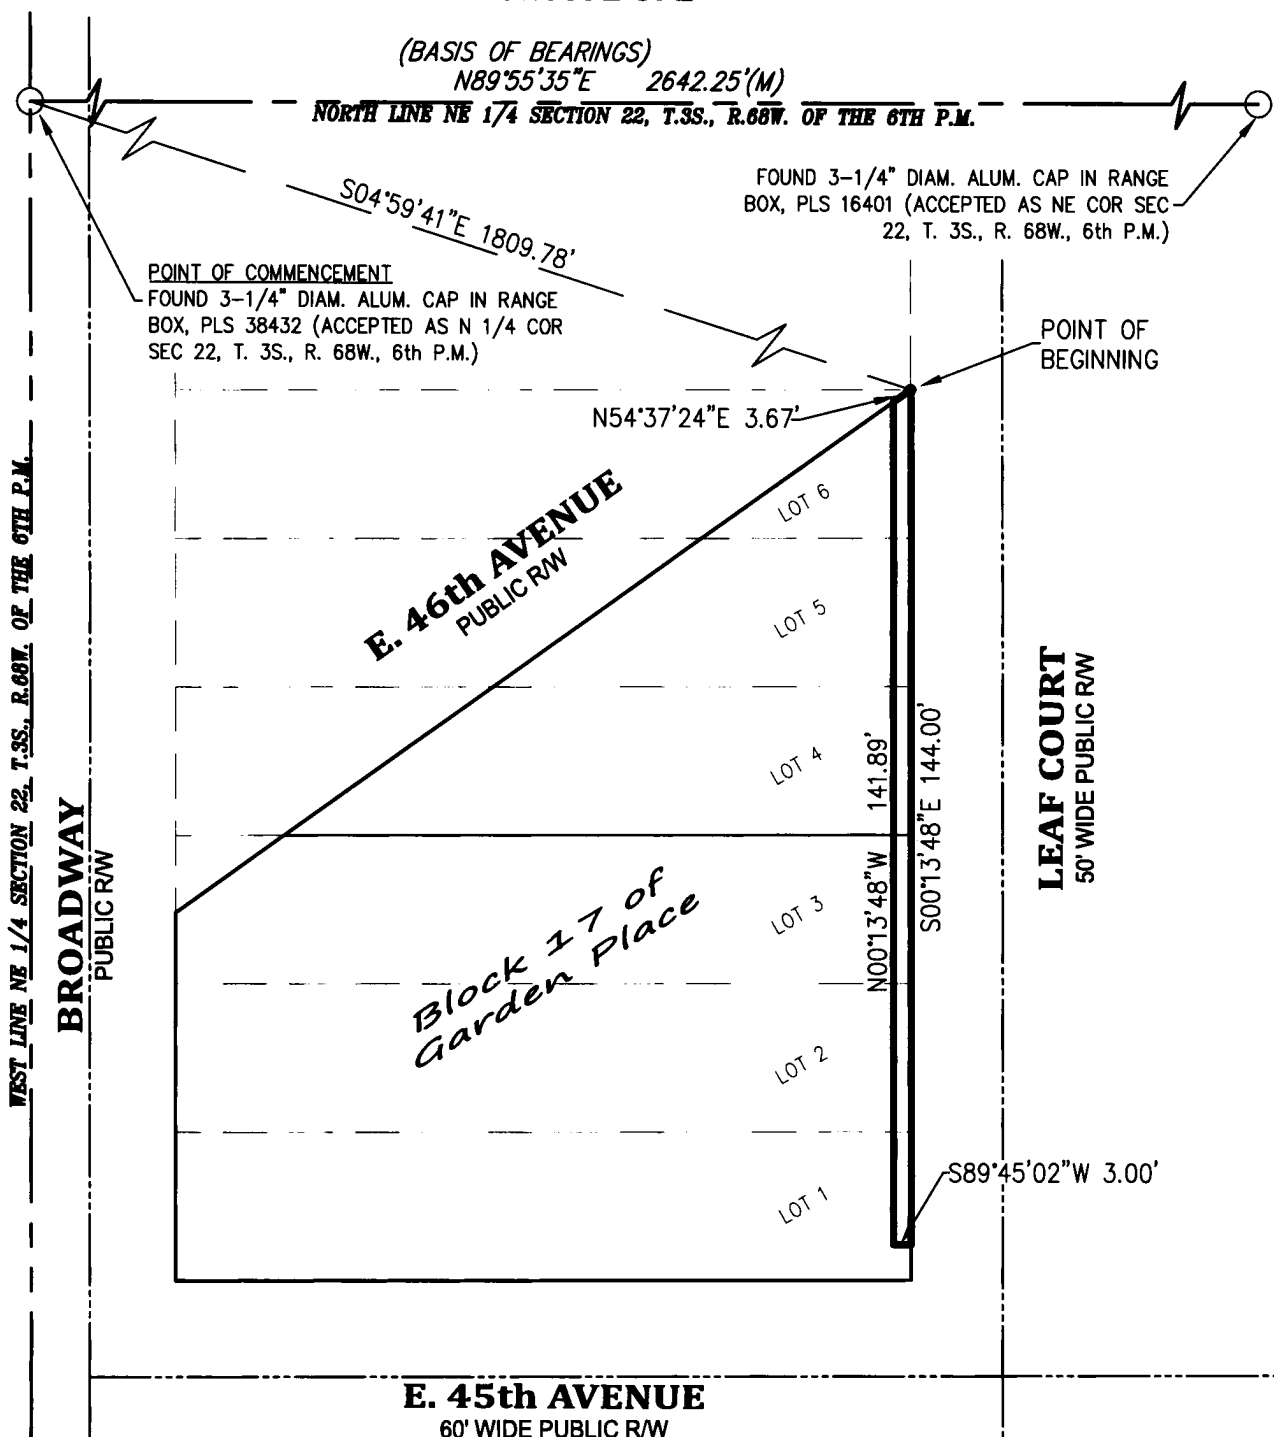 (BASIS OF BEARINGS)
N89°55'35"E 2642.25'(M)
NORTH LINE NE 1/4 SECTION 22, T.3S., R.68W. OF THE 6TH P.M.
FOUND 3-1/4" DIAM. ALUM. CAP IN RANGE
BOX, PLS 16401 (ACCEPTED AS NE COR SEC
22, T. 3S., R. 68W., 6th P.M.)
S04°59'41"E 1809.78'
POINT OF COMMENCEMENT
FOUND 3-1/4" DIAM. ALUM. CAP IN RANGE
BOX, PLS 38432 (ACCEPTED AS N 1/4 COR
SEC 22, T. 3S., R. 68W., 6th P.M.)
POINT OF
BEGINNING
N54°37'24"E 3.67'
E. 46th AVENUE
PUBLIC R/W
LOT 6
LOT 5
LOT 4
LOT 3
LOT 2
LOT 1
WEST LINE NE 1/4 SECTION 22, T.3S., R.68W. OF THE 6TH P.M.
BROADWAY
PUBLIC R/W
Block 17 of
Garden Place
N00°13'48"W 141.89'
S00°13'48"E 144.00'
LEAF COURT
50' WIDE PUBLIC R/W
S89°45'02"W 3.00'
E. 45th AVENUE
60' WIDE PUBLIC R/W